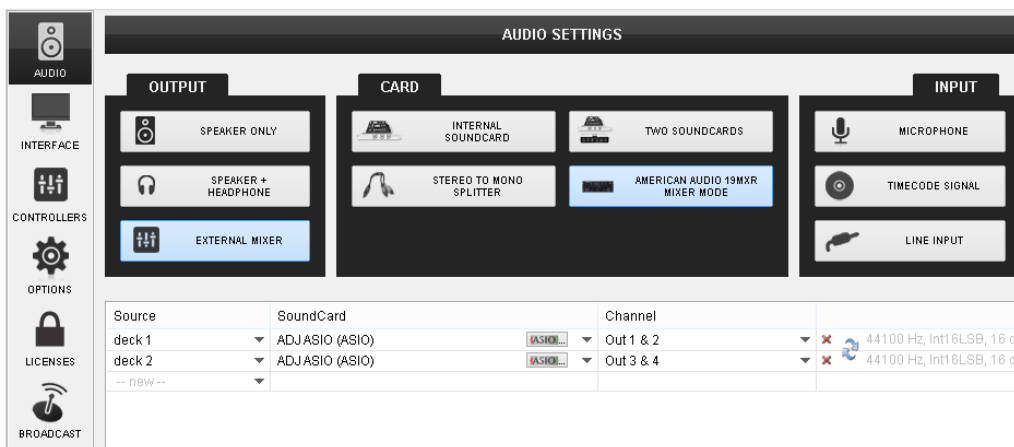 AUDIO SETTINGS
AUDIO
INTERFACE
CONTROLLERS
OPTIONS
LICENSES
BROADCAST
OUTPUT
SPEAKER ONLY
SPEAKER +
HEADPHONE
EXTERNAL MIXER
CARD
INTERNAL
SOUNDCARD
TWO SOUNDCARDS
STEREO TO MONO
SPLITTER
AMERICAN AUDIO 19MXR
MIXER MODE
INPUT
MICROPHONE
TIMECODE SIGNAL
LINE INPUT
Source SoundCard Channel
deck 1 ADJ ASIO (ASIO) ASIO... Out 1 & 2 44100 Hz, Int16LSB, 16
deck 2 ADJ ASIO (ASIO) ASIO... Out 3 & 4 44100 Hz, Int16LSB, 16
-- new --